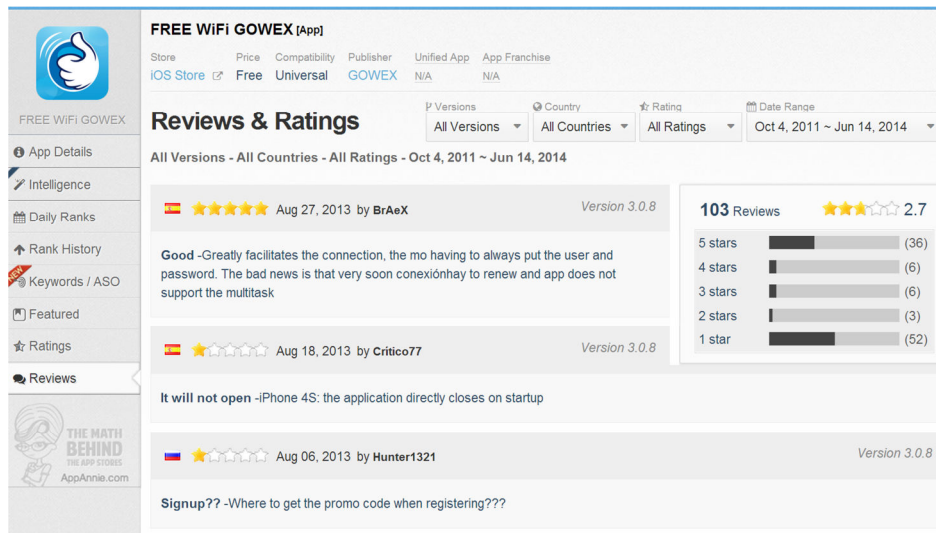 FREE WiFi GOWEX [App]
Store Price Compatibility Publisher Unified App App Franchise
iOS Store Free Universal GOWEX N/A N/A
FREE WiFi GOWEX
App Details
Intelligence
Daily Ranks
Rank History
NEW Keywords / ASO
Featured
Ratings
Reviews
THE MATH
BEHIND
THE APP STORES
AppAnnie.com
Reviews & Ratings
Versions Country Rating Date Range
All Versions All Countries All Ratings Oct 4, 2011 ~ Jun 14, 2014
All Versions - All Countries - All Ratings - Oct 4, 2011 ~ Jun 14, 2014
Aug 27, 2013 by BrAeX Version 3.0.8
Good -Greatly facilitates the connection, the mo having to always put the user and
password. The bad news is that very soon conexiónhay to renew and app does not
support the multitask
103 Reviews 2.7
5 stars (36)
4 stars (6)
3 stars (6)
2 stars (3)
1 star (52)
Aug 18, 2013 by Critico77 Version 3.0.8
It will not open -iPhone 4S: the application directly closes on startup
Aug 06, 2013 by Hunter1321 Version 3.0.8
Signup?? -Where to get the promo code when registering???